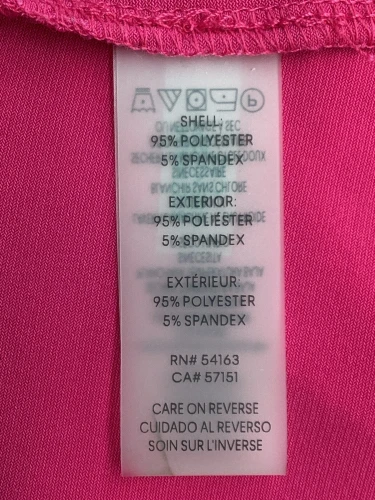 SHELL:
95% POLYESTER
5% SPANDEX
EXTERIOR:
95% POLIÉSTER
5% SPANDEX
EXTÉRIEUR:
95% POLYESTER
5% SPANDEX
RN# 54163
CA# 57151
CARE ON REVERSE
CUIDADO AL REVERSO
SOIN SUR L'INVERSE